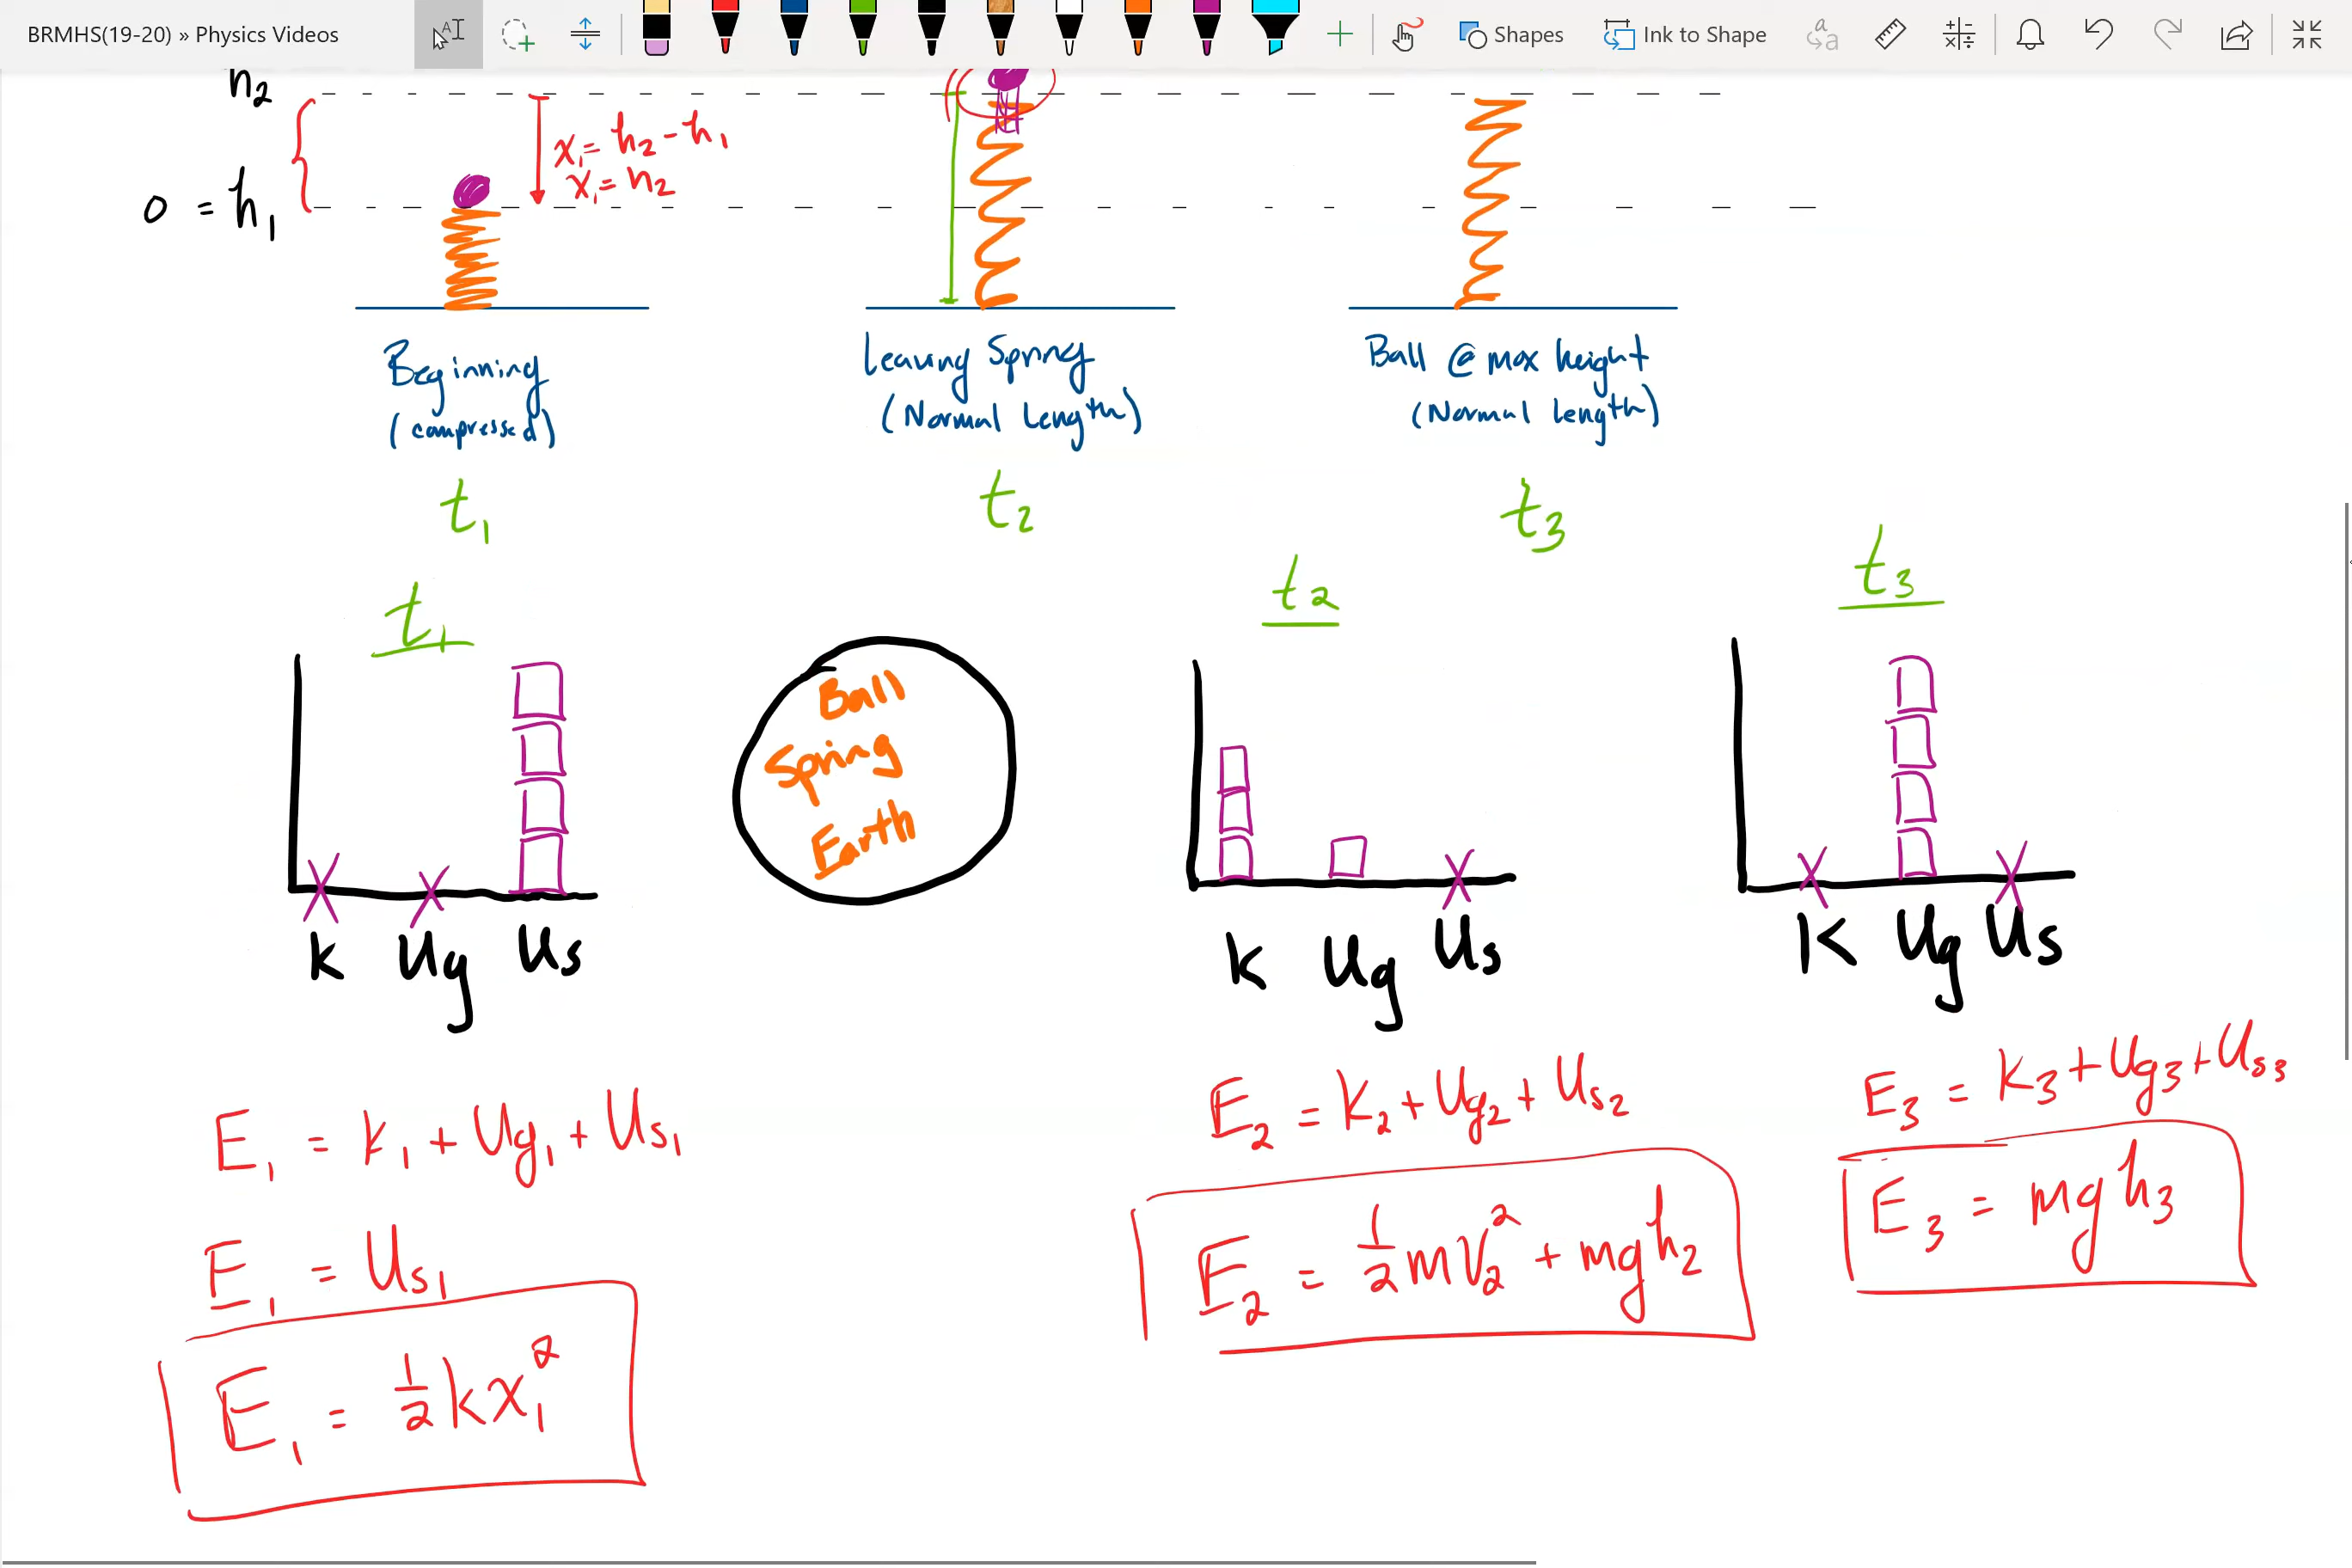 BRMHS(19-20) » Physics Videos
Shapes
Ink to Shape
h₂
x₁ = h₂ - h₁
x₁ = h₂
0 = h₁
Beginning
(compressed)
Leaving Spring
(Normal Length)
Ball @ max height
(Normal length)
t₁
t₂
t₃
t₁
t₂
t₃
Ball
Spring
Earth
K Ug Us
K Ug Us
K Ug Us
E₁ = K₁ + Ug₁ + Us₁
E₁ = Us₁
E₁ = ½kx₁²
E₂ = K₂ + Ug₂ + Us₂
E₂ = ½mV₂² + mgh₂
E₃ = K₃ + Ug₃ + Us₃
E₃ = mgh₃